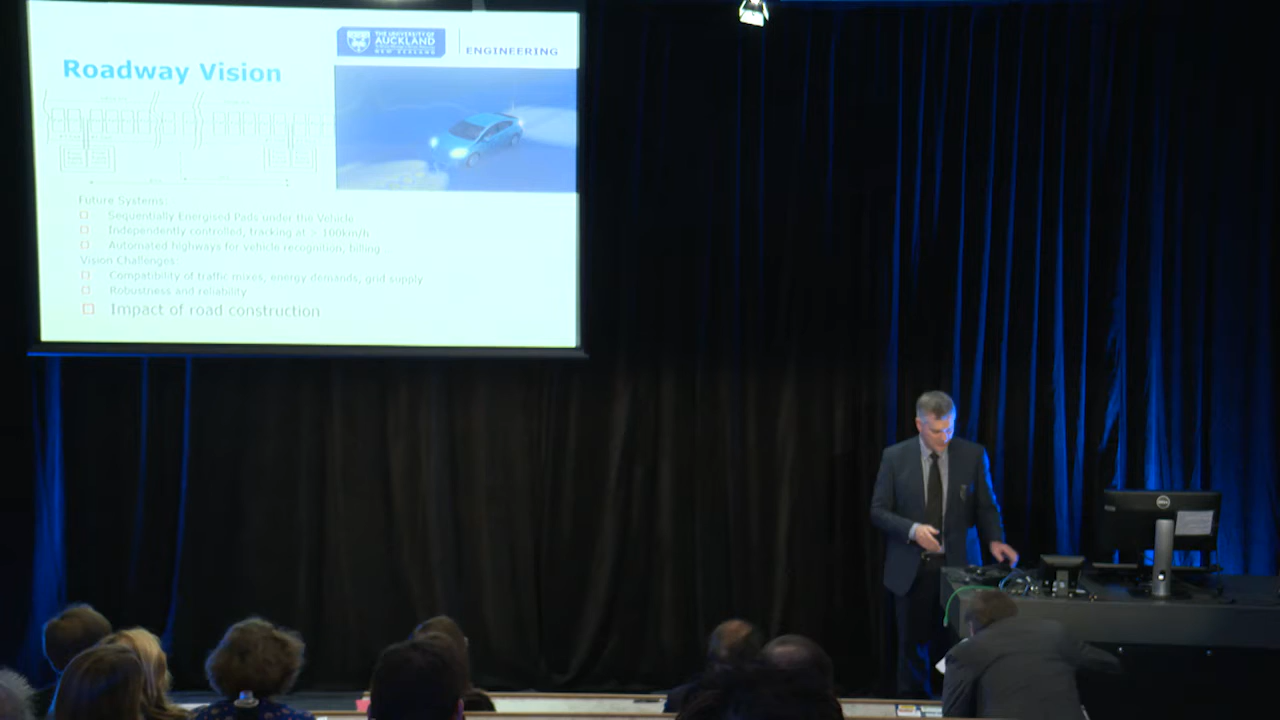 THE UNIVERSITY OF
AUCKLAND
NEW ZEALAND
ENGINEERING
Roadway Vision
Future Systems:
Sequentially Energised Pads under the Vehicle
Independently controlled, tracking at > 100km/h
Automated highways for vehicle recognition, billing
Vision Challenges:
Compatibility of traffic mixes, energy demands, grid supply
Robustness and reliability
Impact of road construction
DELL